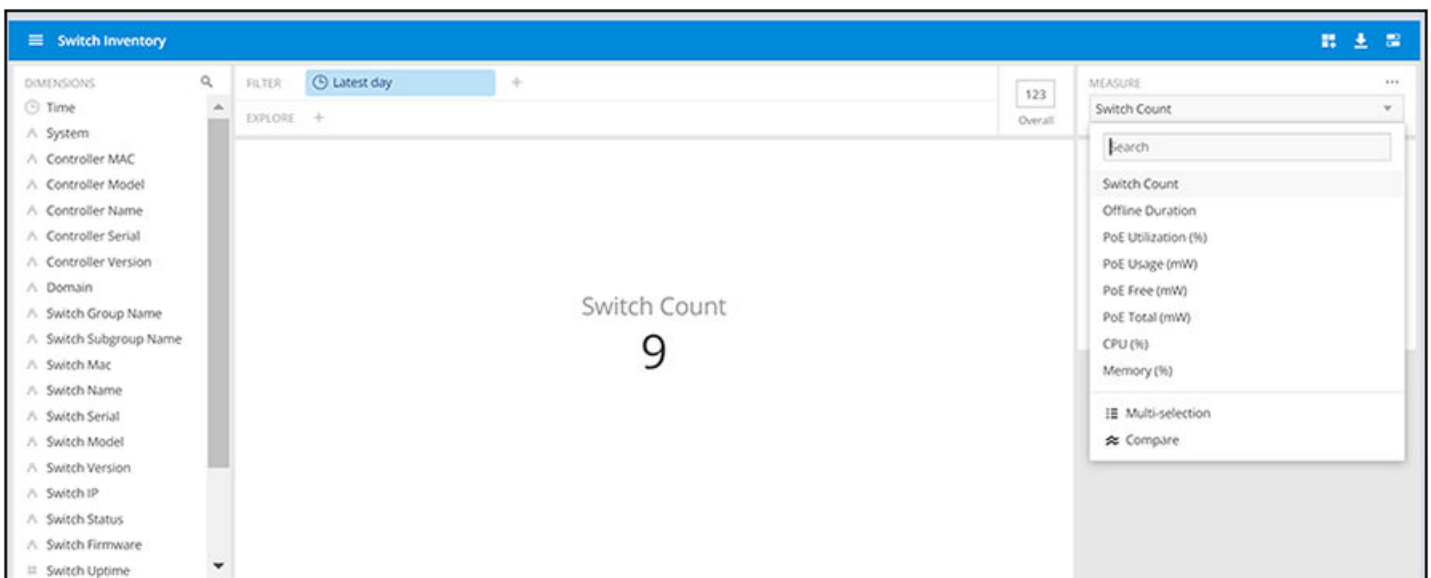 Switch Inventory
DIMENSIONS
Time
System
Controller MAC
Controller Model
Controller Name
Controller Serial
Controller Version
Domain
Switch Group Name
Switch Subgroup Name
Switch Mac
Switch Name
Switch Serial
Switch Model
Switch Version
Switch IP
Switch Status
Switch Firmware
Switch Uptime
FILTER
Latest day
+
EXPLORE +
Switch Count
9
123
Overall
MEASURE
Switch Count
Search
Switch Count
Offline Duration
PoE Utilization (%)
PoE Usage (mW)
PoE Free (mW)
PoE Total (mW)
CPU (%)
Memory (%)
Multi-selection
Compare